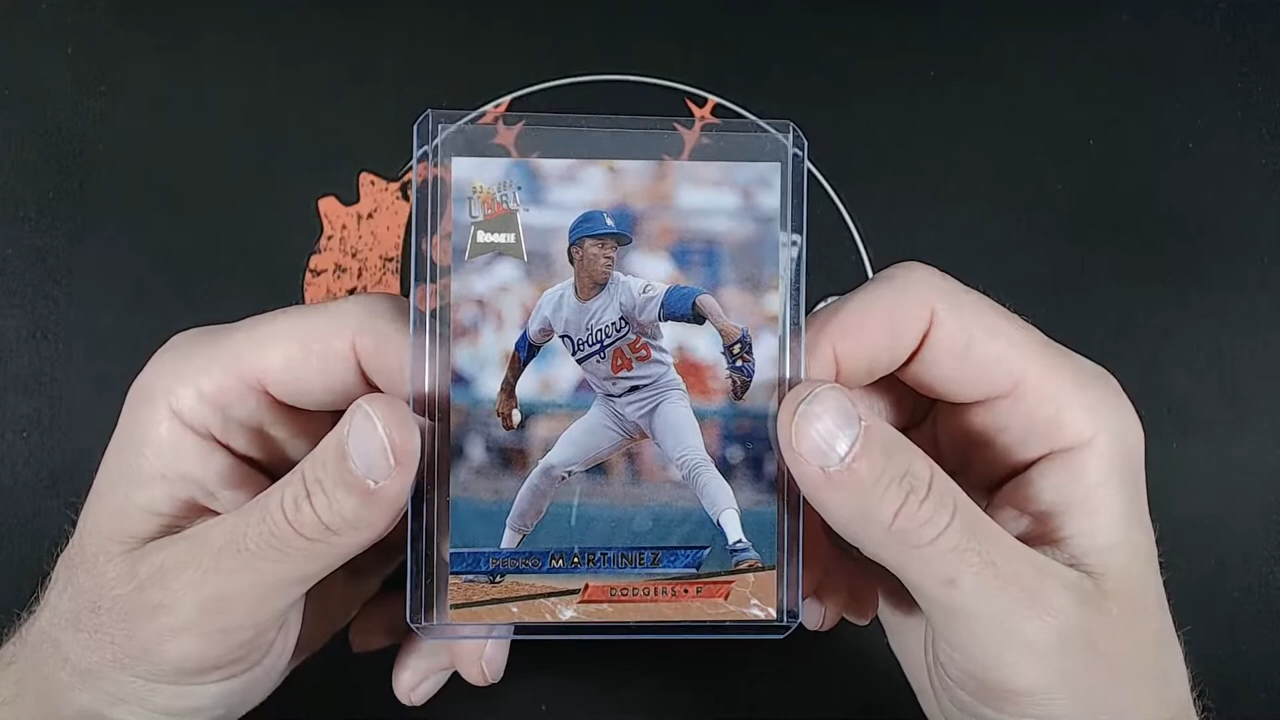 ULTRA
ROOKIE
Dodgers
45
PEDRO MARTINEZ
DODGERS • P